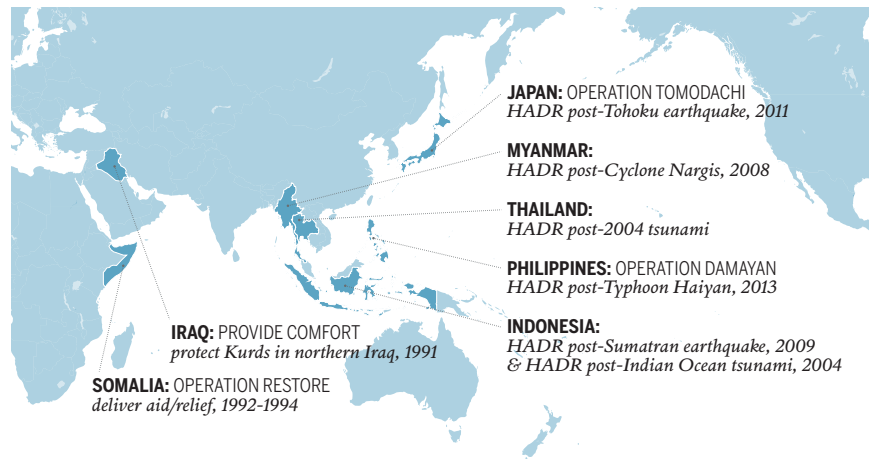 JAPAN: OPERATION TOMODACHI
HADR post-Tohoku earthquake, 2011
MYANMAR:
HADR post-Cyclone Nargis, 2008
THAILAND:
HADR post-2004 tsunami
PHILIPPINES: OPERATION DAMAYAN
HADR post-Typhoon Haiyan, 2013
INDONESIA:
HADR post-Sumatran earthquake, 2009
& HADR post-Indian Ocean tsunami, 2004
IRAQ: PROVIDE COMFORT
protect Kurds in northern Iraq, 1991
SOMALIA: OPERATION RESTORE
deliver aid/relief, 1992-1994